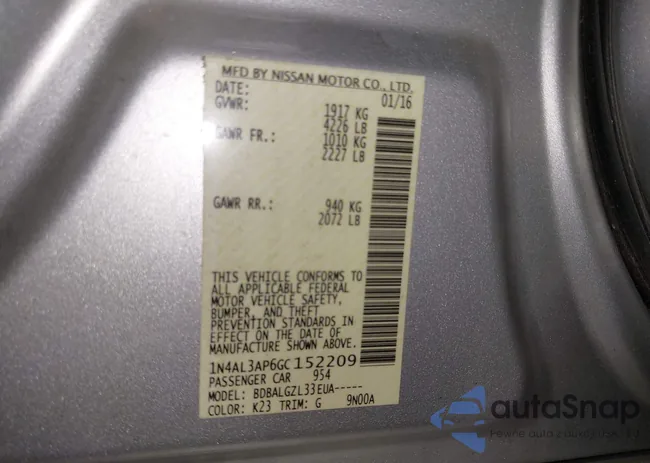 MFD BY NISSAN MOTOR CO., LTD.
DATE: 01/16
GVWR: 1917 KG
4226 LB
GAWR FR.: 1010 KG
2227 LB
GAWR RR.: 940 KG
2072 LB
THIS VEHICLE CONFORMS TO
ALL APPLICABLE FEDERAL
MOTOR VEHICLE SAFETY,
BUMPER, AND THEFT
PREVENTION STANDARDS IN
EFFECT ON THE DATE OF
MANUFACTURE SHOWN ABOVE.
1N4AL3AP6GC152209
PASSENGER CAR 954
MODEL: BDBALGZL33EUA-----
COLOR: K23 TRIM: G 9N00A
autoSnap
Pewne auto z